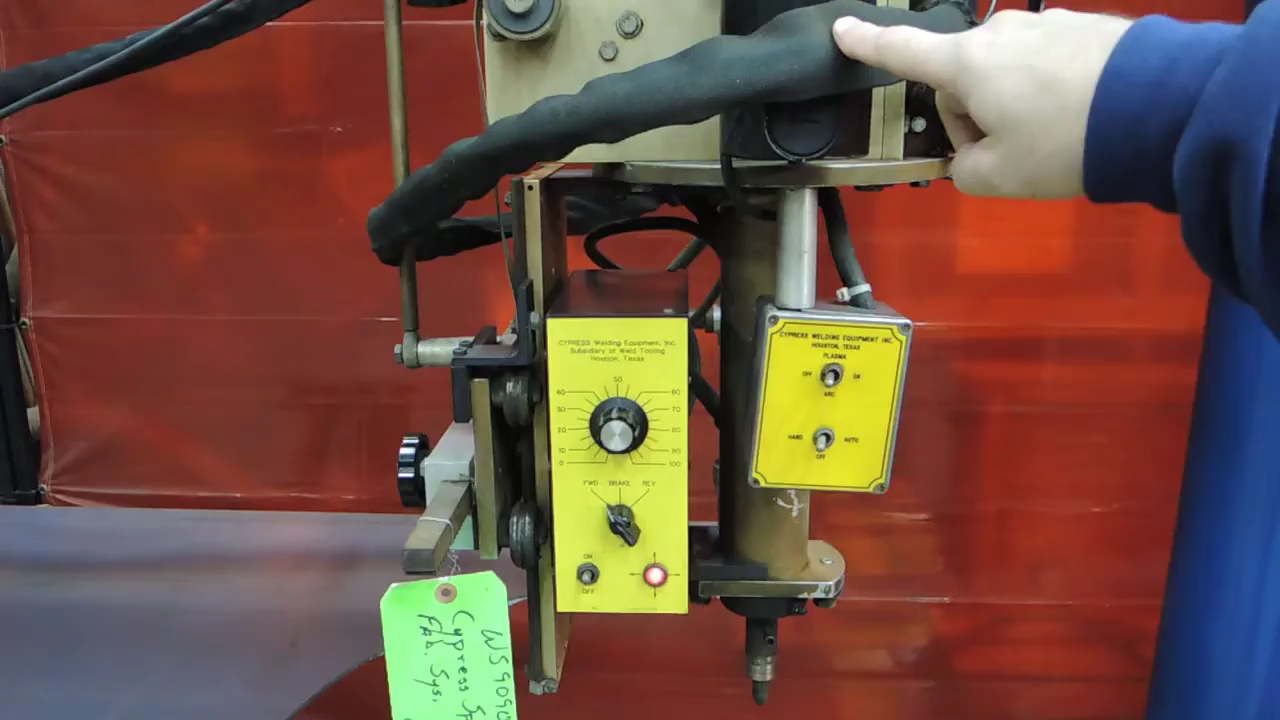 CYPRESS Welding Equipment, Inc.
Subsidiary of Weld Tooling
Houston, Texas
50
40 60
30 70
20 80
10 90
0 100
FWD BRAKE REV
ON
OFF
CYPRESS WELDING EQUIPMENT INC.
HOUSTON, TEXAS
PLASMA
OFF ON
ARC
HAND AUTO
OFF
Cypress
Fab. Sys.